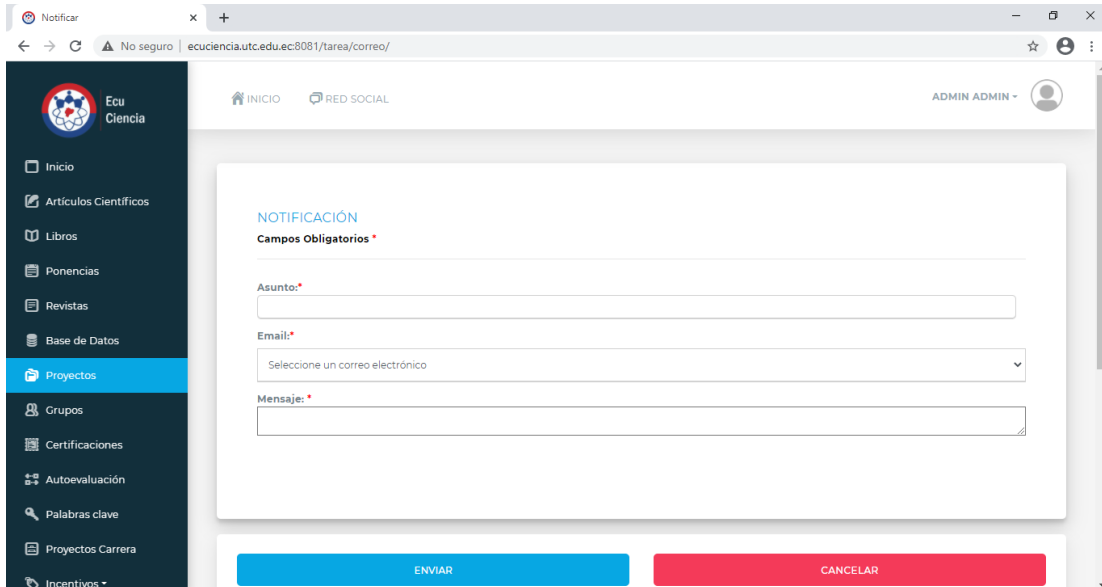 Notificar
No seguro
ecuciencia.utc.edu.ec:8081/tarea/correo/
Ecu
Ciencia
INICIO
RED SOCIAL
ADMIN ADMIN
Inicio
Artículos Científicos
Libros
Ponencias
Revistas
Base de Datos
Proyectos
Grupos
Certificaciones
Autoevaluación
Palabras clave
Proyectos Carrera
Incentivos
NOTIFICACIÓN
Campos Obligatorios *
Asunto:*
Email:*
Seleccione un correo electrónico
Mensaje: *
ENVIAR
CANCELAR